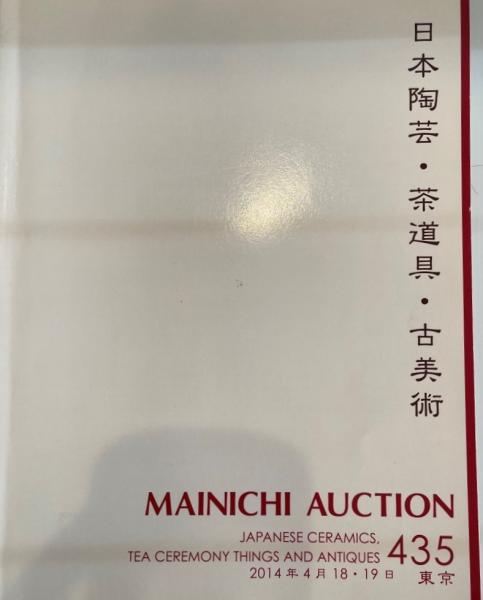 日本陶芸・茶道具・古美術
MAINICHI AUCTION
JAPANESE CERAMICS,
TEA CEREMONY THINGS AND ANTIQUES 435
2014年4月18・19日 東京